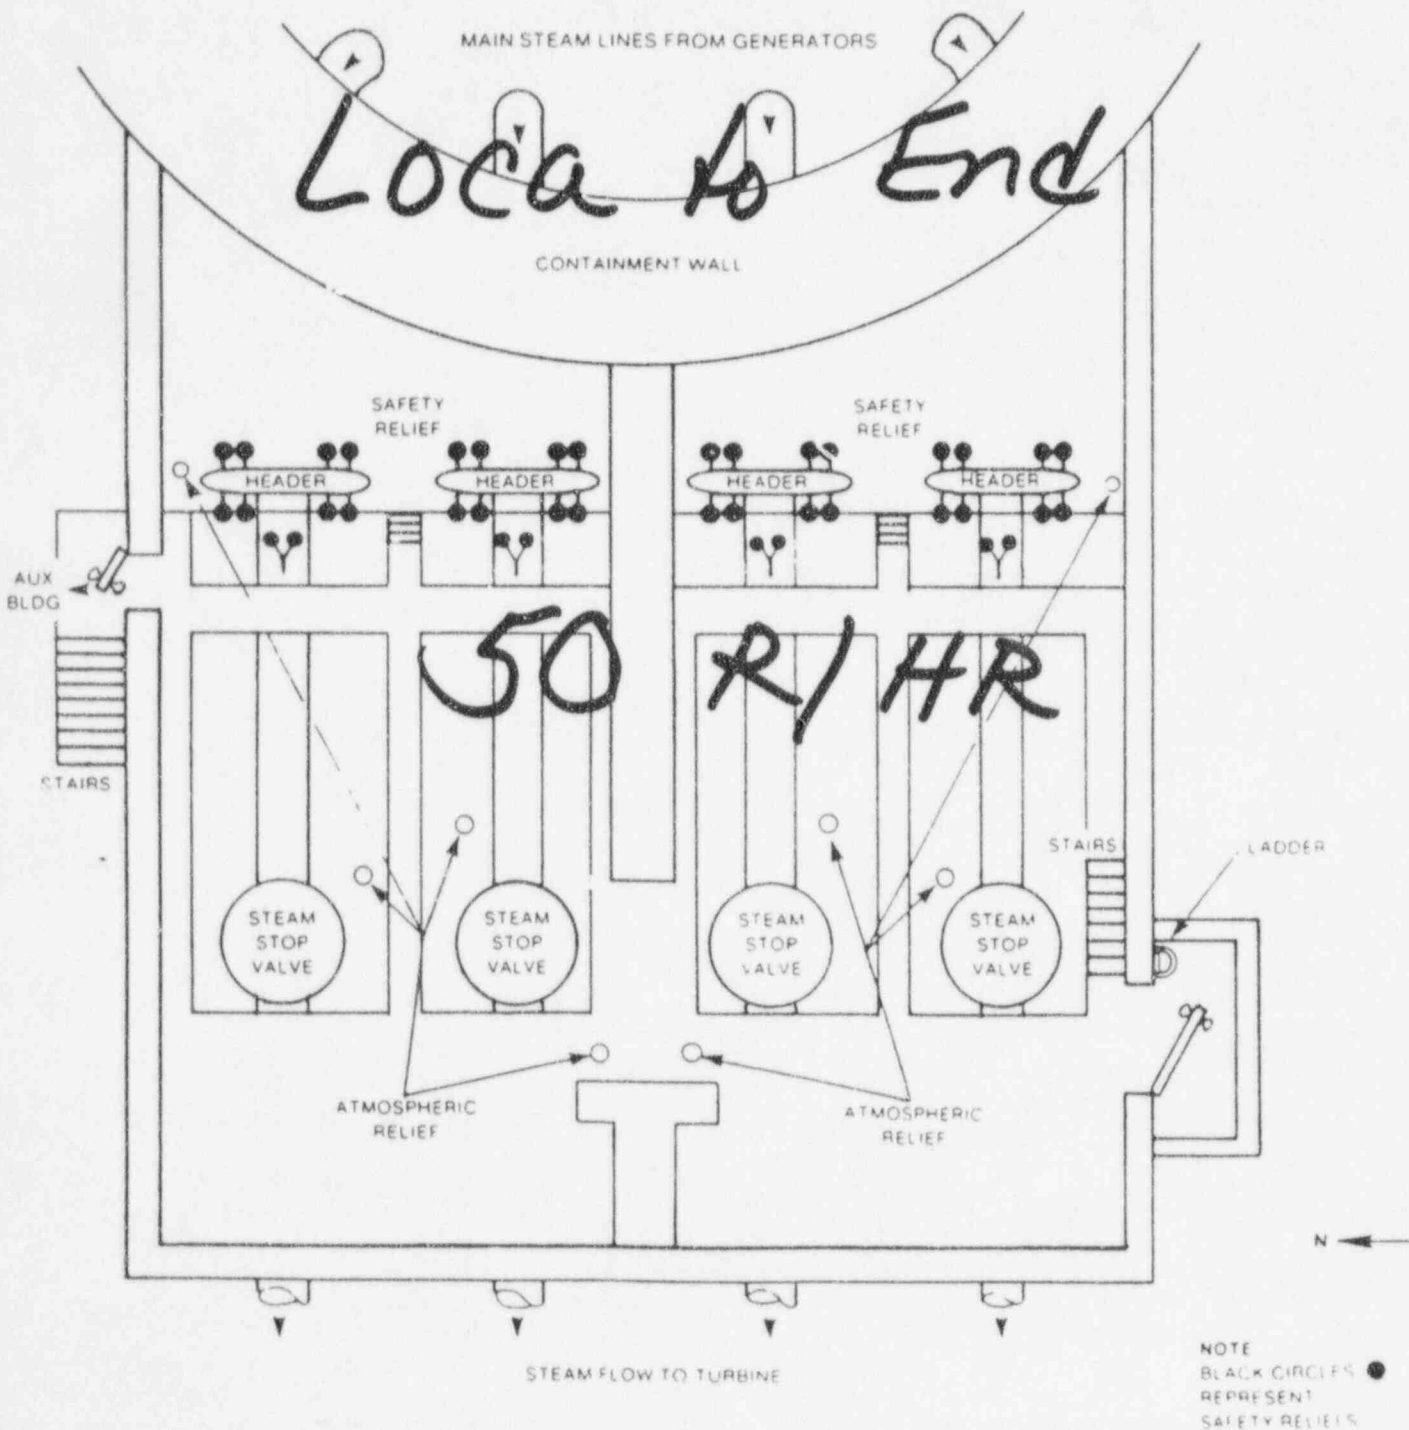 MAIN STEAM LINES FROM GENERATORS
Loca to End
CONTAINMENT WALL
SAFETY
RELIEF
SAFETY
RELIEF
HEADER
HEADER
HEADER
HEADER
AUX
BLDG
50 R/HR
STAIRS
STAIRS
LADDER
STEAM
STOP
VALVE
STEAM
STOP
VALVE
STEAM
STOP
VALVE
STEAM
STOP
VALVE
ATMOSPHERIC
RELIEF
ATMOSPHERIC
RELIEF
N
STEAM FLOW TO TURBINE
NOTE
BLACK CIRCLES
REPRESENT
SAFETY RELIEFS